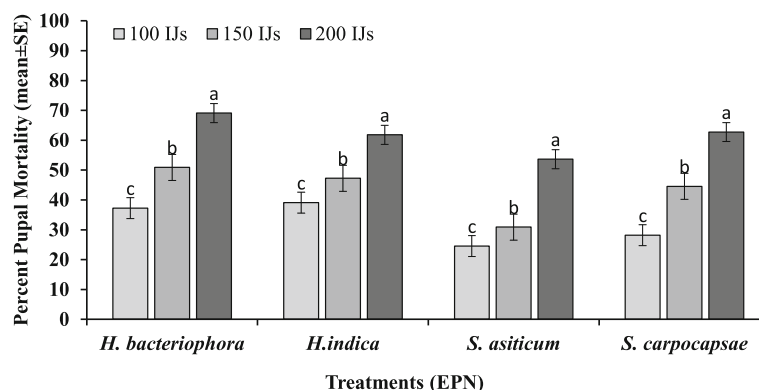 Percent Pupal Mortality (mean±SE)
100
90
80
70
60
50
40
30
20
10
0
100 IJs 150 IJs 200 IJs
c b a
c b a
c b a
c b a
H. bacteriophora H.indica S. asiticum S. carpocapsae
Treatments (EPN)